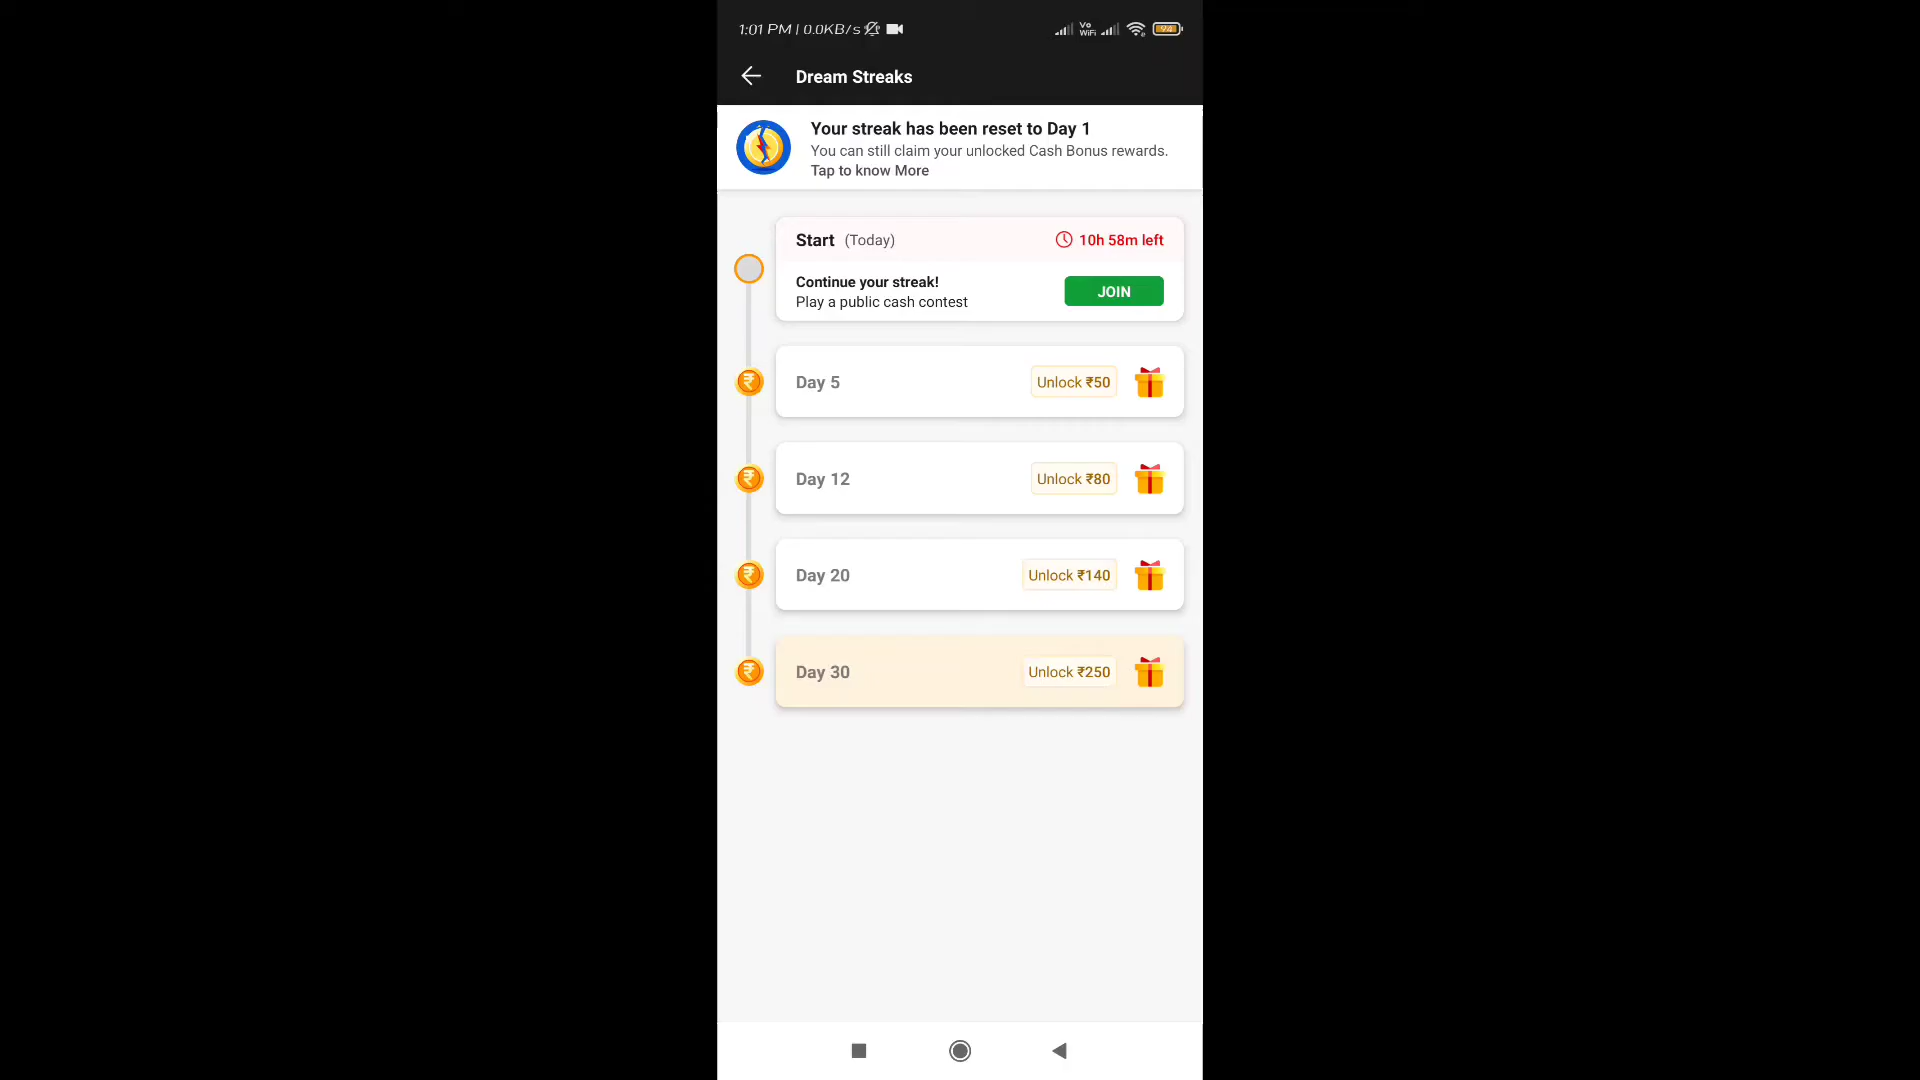 1:01 PM | 0.0KB/s
Vo
WiFi
94
Dream Streaks
Your streak has been reset to Day 1
You can still claim your unlocked Cash Bonus rewards.
Tap to know More
Start (Today)
10h 58m left
Continue your streak!
Play a public cash contest
JOIN
Day 5
Unlock ₹50
Day 12
Unlock ₹80
Day 20
Unlock ₹140
Day 30
Unlock ₹250